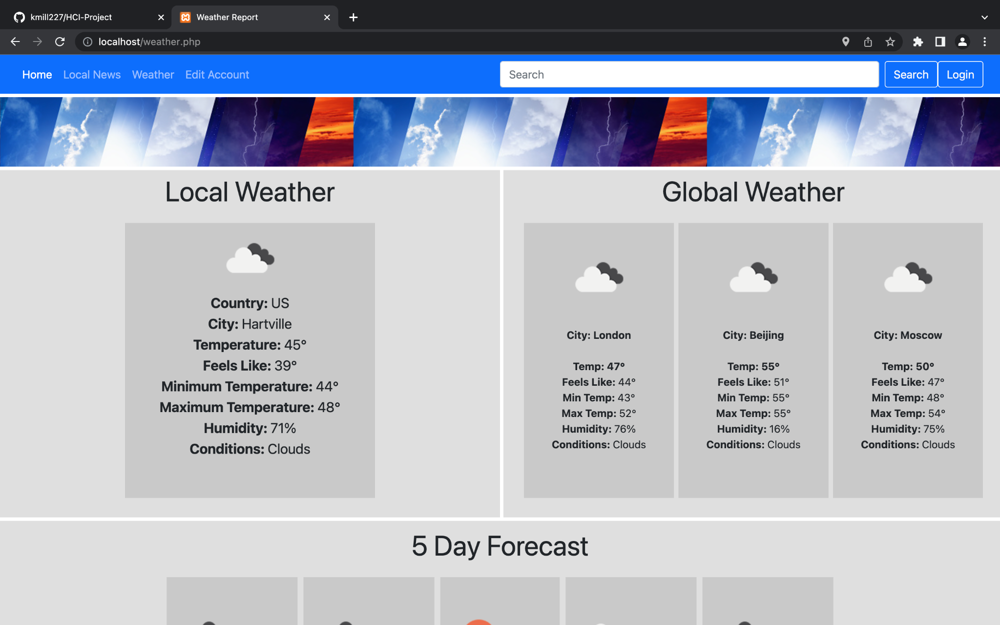 kmill227/HCI-Project
Weather Report
localhost/weather.php
Home Local News Weather Edit Account Search Search Login
Local Weather
Country: US
City: Hartville
Temperature: 45°
Feels Like: 39°
Minimum Temperature: 44°
Maximum Temperature: 48°
Humidity: 71%
Conditions: Clouds
Global Weather
City: London
Temp: 47°
Feels Like: 44°
Min Temp: 43°
Max Temp: 52°
Humidity: 76%
Conditions: Clouds
City: Beijing
Temp: 55°
Feels Like: 51°
Min Temp: 55°
Max Temp: 55°
Humidity: 16%
Conditions: Clouds
City: Moscow
Temp: 50°
Feels Like: 47°
Min Temp: 48°
Max Temp: 54°
Humidity: 75%
Conditions: Clouds
5 Day Forecast